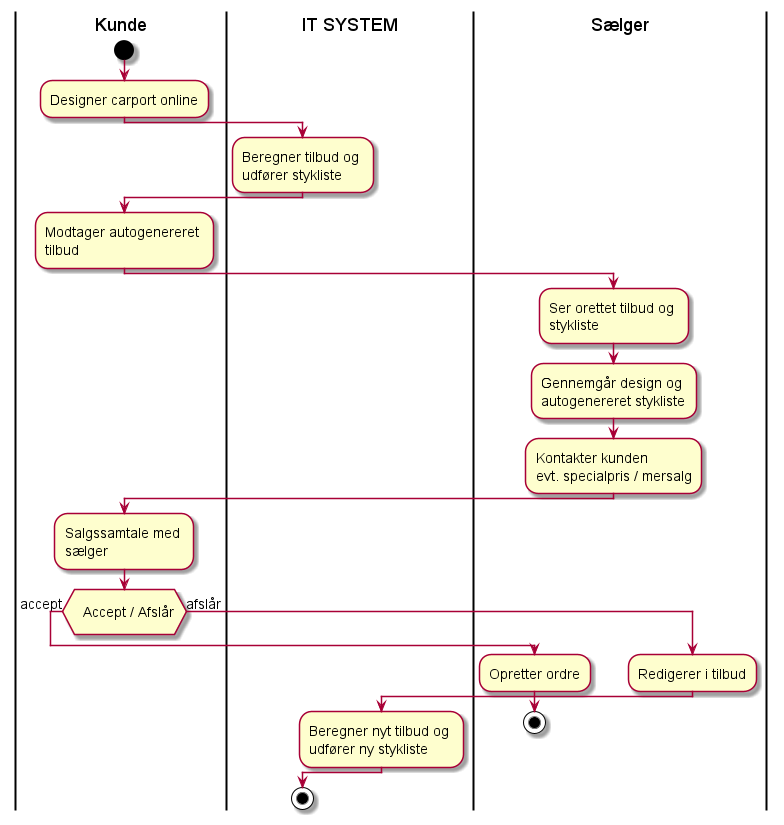 Kunde
IT SYSTEM
Sælger
Designer carport online
Beregner tilbud og
udfører stykliste
Modtager autogenereret
tilbud
Ser orettet tilbud og
stykliste
Gennemgår design og
autogenereret stykliste
Kontakter kunden
evt. specialpris / mersalg
Salgssamtale med
sælger
accept
Accept / Afslår
afslår
Opretter ordre
Redigerer i tilbud
Beregner nyt tilbud og
udfører ny stykliste